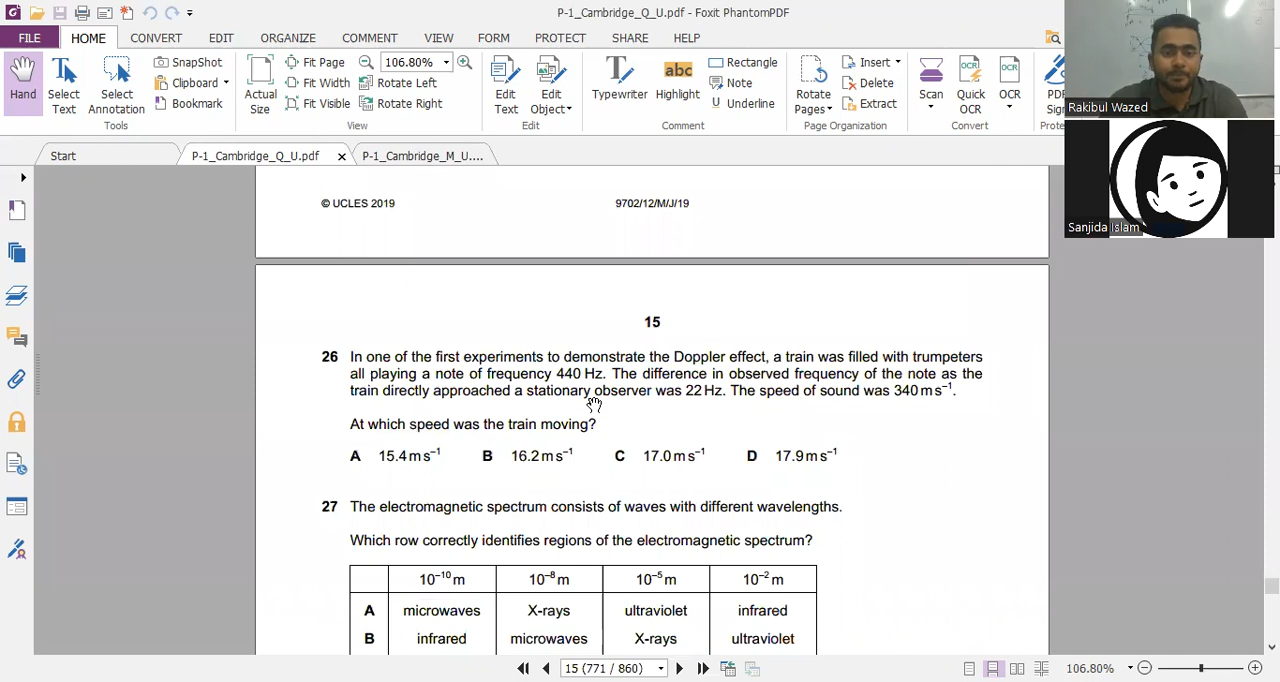 P-1_Cambridge_Q_U.pdf - Foxit PhantomPDF
FILE HOME CONVERT EDIT ORGANIZE COMMENT VIEW FORM PROTECT SHARE HELP
Hand
Select Text
Select Annotation
SnapShot
Clipboard
Bookmark
Tools
Actual Size
Fit Page
Fit Width
Fit Visible
106.80%
Rotate Left
Rotate Right
View
Edit Text
Edit Object
Edit
Typewriter
abc
Highlight
Rectangle
Note
Underline
Comment
Rotate Pages
Insert
Delete
Extract
Page Organization
Scan
OCR
Quick OCR
OCR
OCR
Convert
PDF Sign
Prote
Rakibul Wazed
Sanjida Islam
Start P-1_Cambridge_Q_U.pdf P-1_Cambridge_M_U....
© UCLES 2019 9702/12/M/J/19
15
26 In one of the first experiments to demonstrate the Doppler effect, a train was filled with trumpeters
all playing a note of frequency 440 Hz. The difference in observed frequency of the note as the
train directly approached a stationary observer was 22 Hz. The speed of sound was 340 m s⁻¹.
At which speed was the train moving?
A 15.4 m s⁻¹ B 16.2 m s⁻¹ C 17.0 m s⁻¹ D 17.9 m s⁻¹
27 The electromagnetic spectrum consists of waves with different wavelengths.
Which row correctly identifies regions of the electromagnetic spectrum?
10⁻¹⁰ m 10⁻⁸ m 10⁻⁵ m 10⁻² m
A microwaves X-rays ultraviolet infrared
B infrared microwaves X-rays ultraviolet
15 (771 / 860) 106.80%